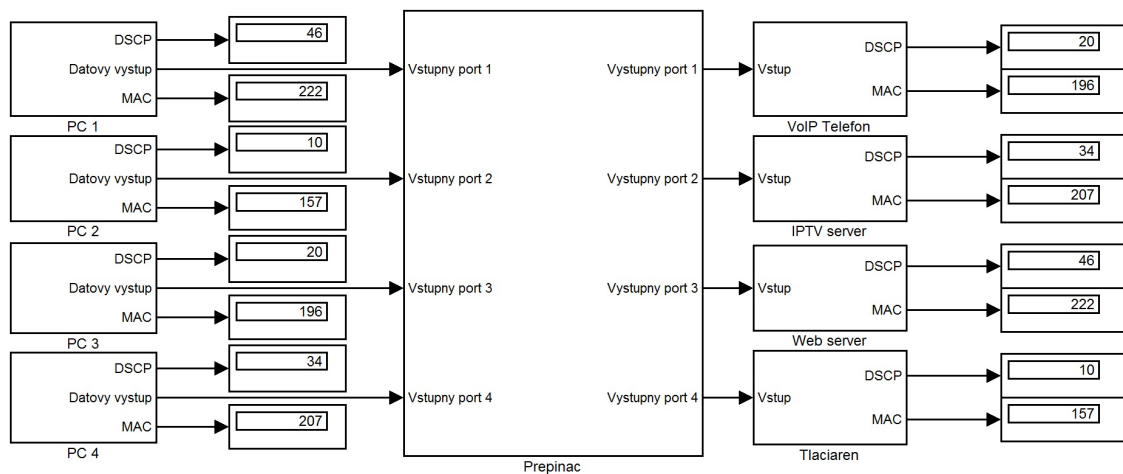 DSCP
46
Datovy vystup
MAC
222
PC 1
DSCP
10
Datovy vystup
MAC
157
PC 2
DSCP
20
Datovy vystup
MAC
196
PC 3
DSCP
34
Datovy vystup
MAC
207
PC 4
Vstupny port 1
Vystupny port 1
Vstupny port 2
Vystupny port 2
Vstupny port 3
Vystupny port 3
Vstupny port 4
Vystupny port 4
Prepinac
DSCP
20
Vstup
MAC
196
VoIP Telefon
DSCP
34
Vstup
MAC
207
IPTV server
DSCP
46
Vstup
MAC
222
Web server
DSCP
10
Vstup
MAC
157
Tlaciaren